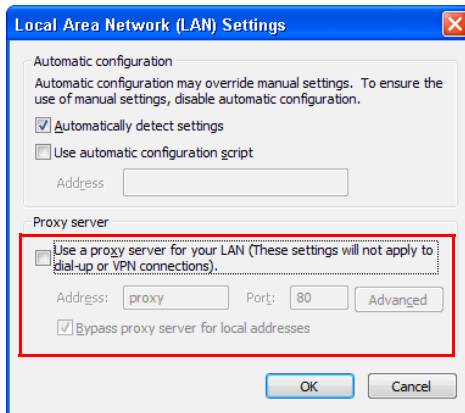 Local Area Network (LAN) Settings
Automatic configuration
Automatic configuration may override manual settings. To ensure the
use of manual settings, disable automatic configuration.
Automatically detect settings
Use automatic configuration script
Address
Proxy server
Use a proxy server for your LAN (These settings will not apply to
dial-up or VPN connections).
Address: proxy Port: 80 Advanced
Bypass proxy server for local addresses
OK Cancel